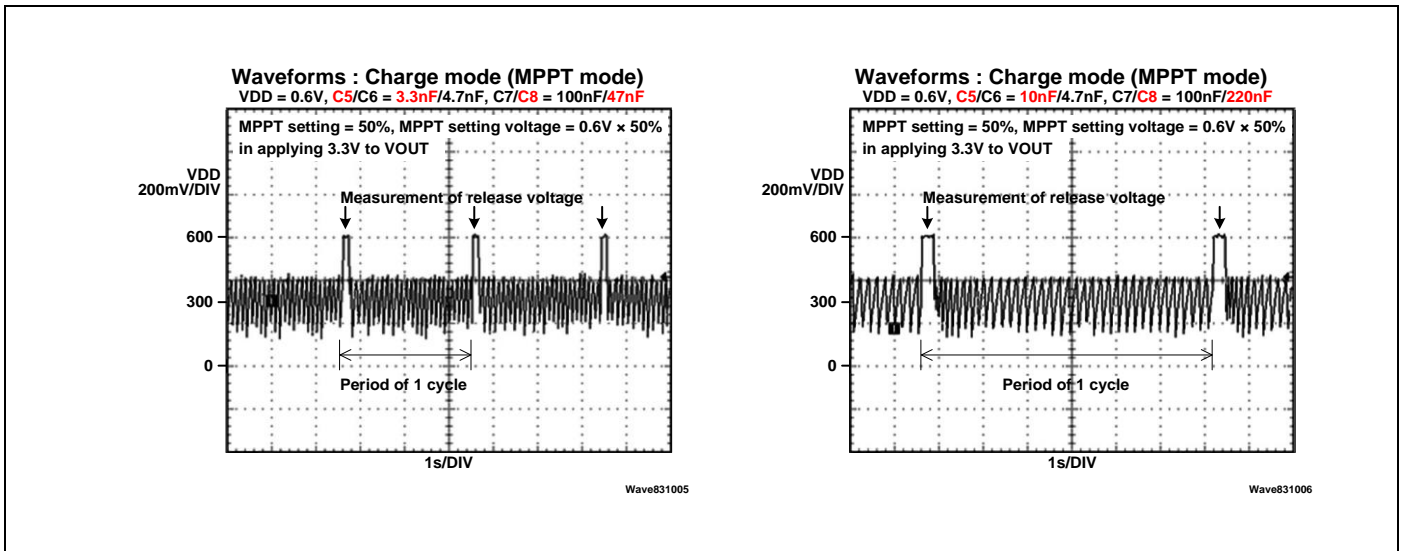 Waveforms : Charge mode (MPPT mode)
VDD = 0.6V, C5/C6 = 3.3nF/4.7nF, C7/C8 = 100nF/47nF
MPPT setting = 50%, MPPT setting voltage = 0.6V × 50%
in applying 3.3V to VOUT
VDD
200mV/DIV
Measurement of release voltage
600
300
0
Period of 1 cycle
1s/DIV
Wave831005
Waveforms : Charge mode (MPPT mode)
VDD = 0.6V, C5/C6 = 10nF/4.7nF, C7/C8 = 100nF/220nF
MPPT setting = 50%, MPPT setting voltage = 0.6V × 50%
in applying 3.3V to VOUT
VDD
200mV/DIV
Measurement of release voltage
600
300
0
Period of 1 cycle
1s/DIV
Wave831006